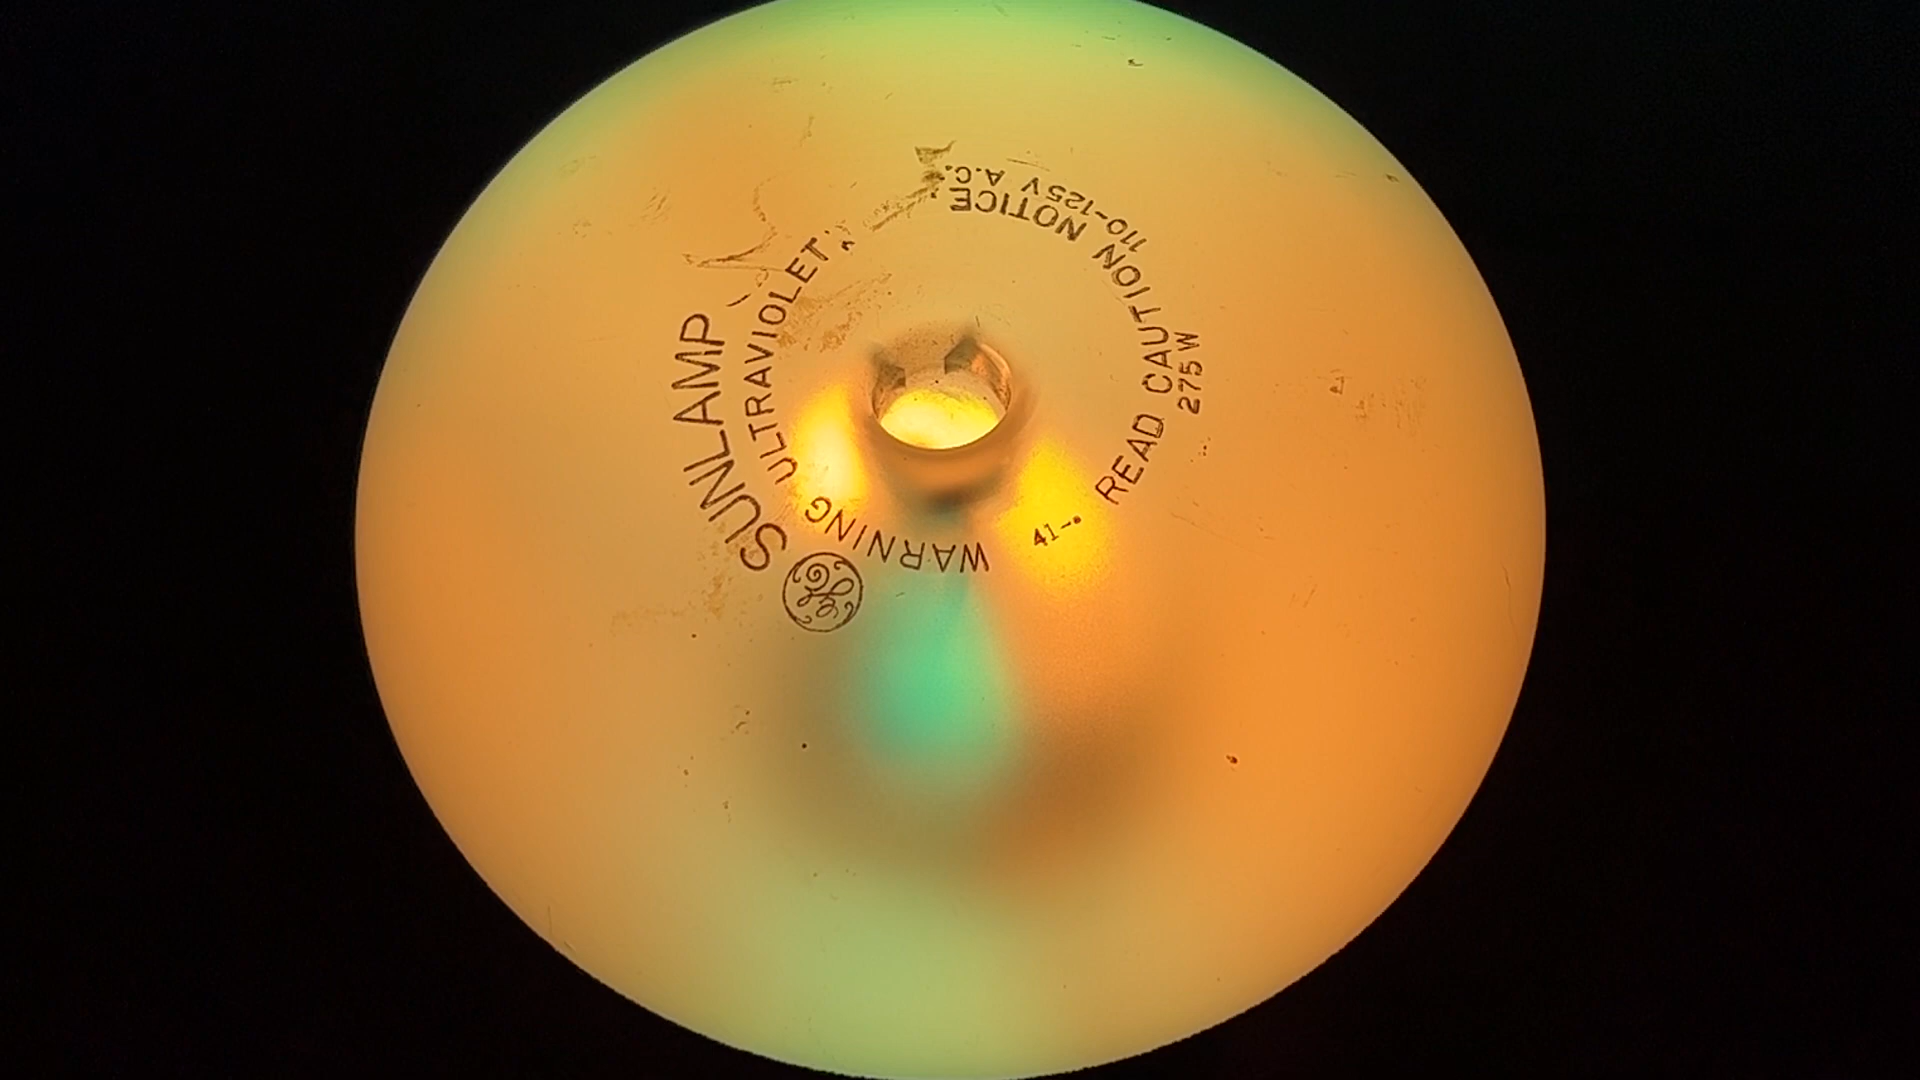 GE
SUNLAMP
WARNING ULTRAVIOLET.
READ CAUTION NOTICE.
275W
110-125V A.C.
41-